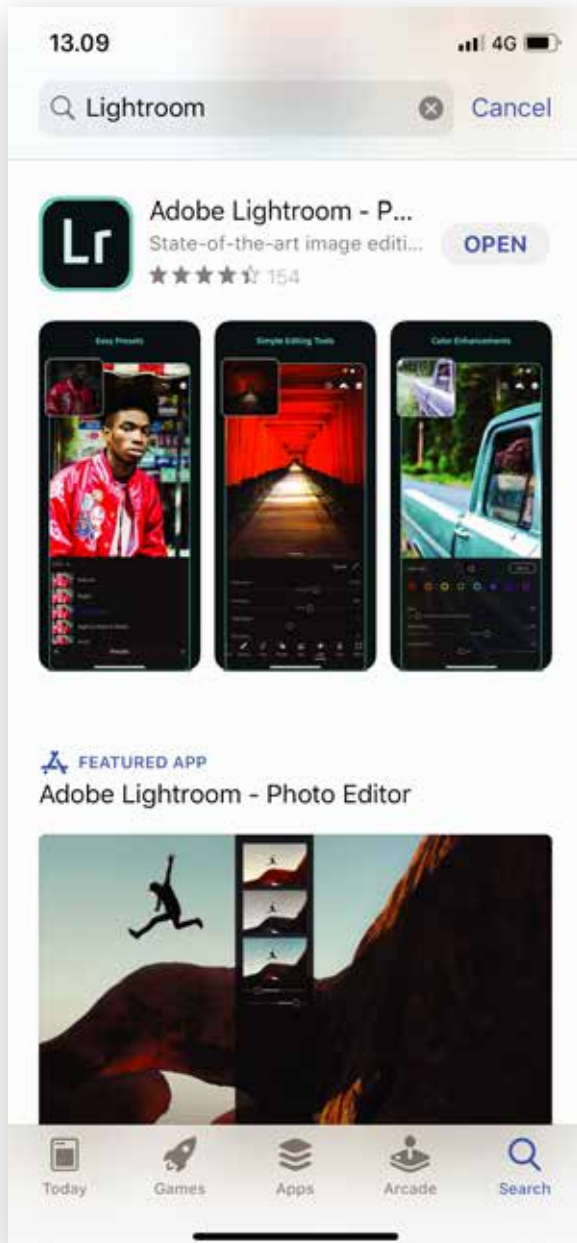 13.09
4G
Lightroom
Cancel
Lr
Adobe Lightroom - P...
State-of-the-art image editi...
OPEN
154
Easy Presets
Simple Editing Tools
Color Enhancements
Presets
FEATURED APP
Adobe Lightroom - Photo Editor
Today
Games
Apps
Arcade
Search